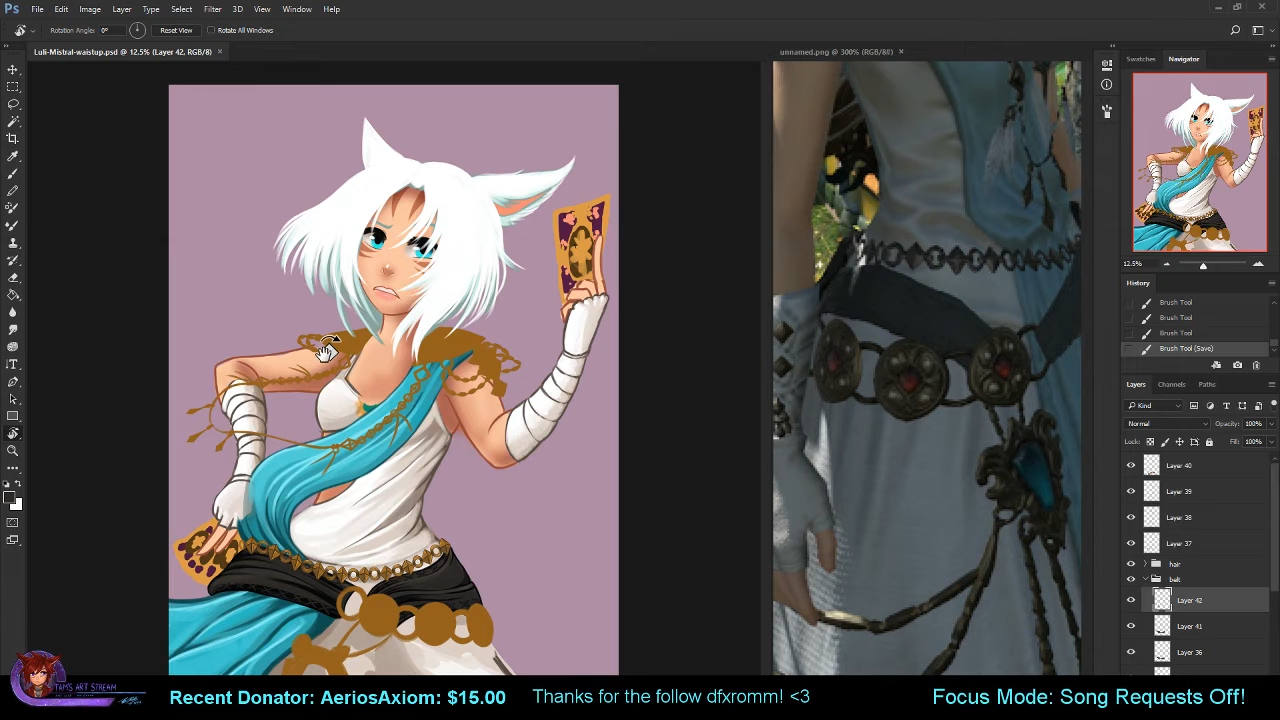 Ps File Edit Image Layer Type Select Filter 3D View Window Help
Rotation Angle: 0° Reset View Rotate All Windows
Luli-Mistral-waistup.psd @ 12.5% (Layer 42, RGB/8) ×
unnamed.png @ 300% (RGB/8#) ×
Swatches Navigator
12.5%
History
Brush Tool
Brush Tool
Brush Tool
Brush Tool (Save)
Layers Channels Paths
Kind
Normal Opacity: 100%
Lock: Fill: 100%
Layer 40
Layer 39
Layer 38
Layer 37
hair
belt
Layer 42
Layer 41
Layer 36
TAM'S ART STREAM
Recent Donator: AeriosAxiom: $15.00
Thanks for the follow dfxromm! <3
Focus Mode: Song Requests Off!